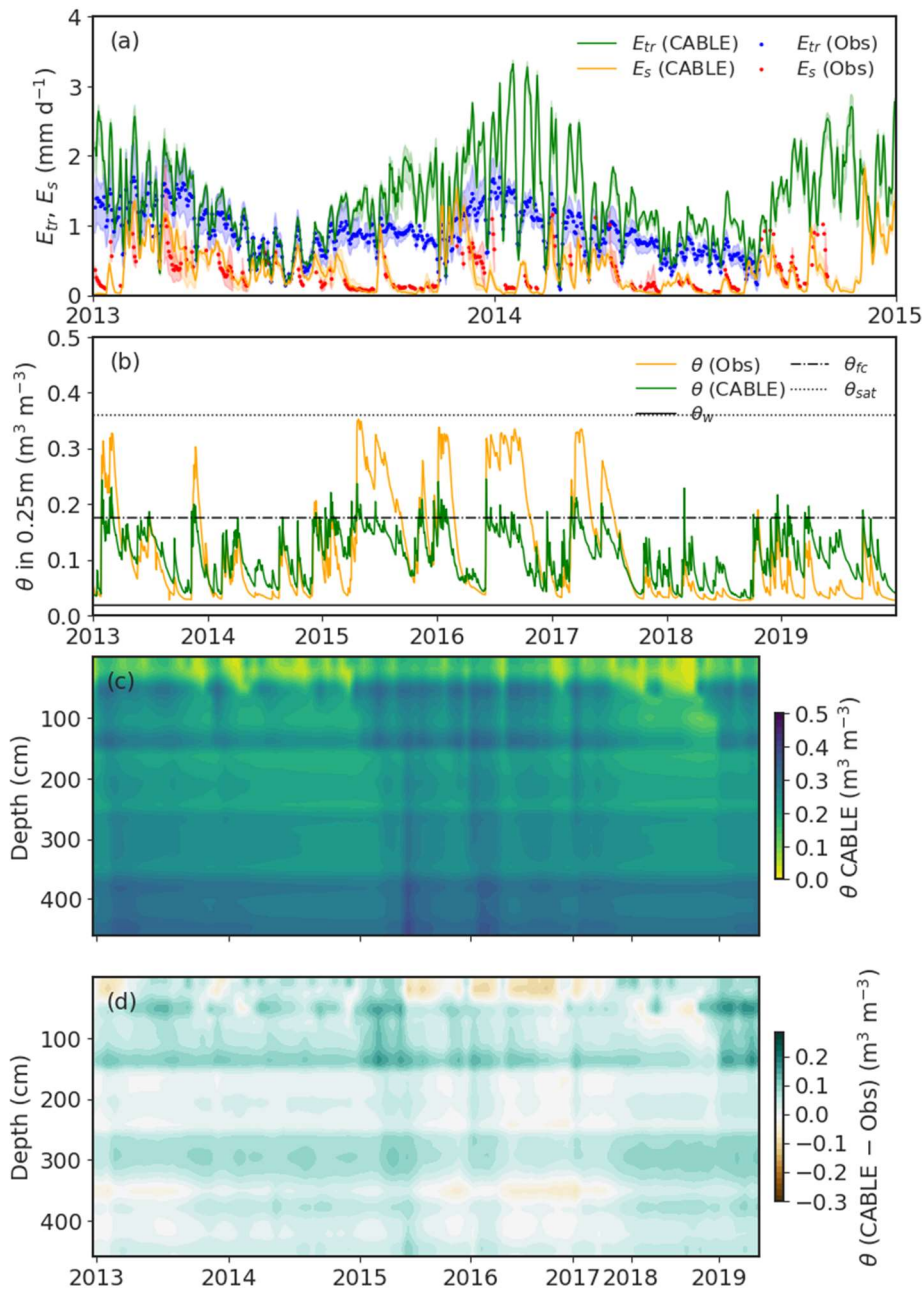 (a)
E_tr (CABLE)
E_s (CABLE)
E_tr (Obs)
E_s (Obs)
E_tr, E_s (mm d⁻¹)
4
3
2
1
0
2013 2014 2015
(b)
θ (Obs)
θ (CABLE)
θ_w
θ_fc
θ_sat
θ in 0.25m (m³ m⁻³)
0.5
0.4
0.3
0.2
0.1
0.0
2013 2014 2015 2016 2017 2018 2019
(c)
Depth (cm)
100
200
300
400
0.5
0.4
0.3
0.2
0.1
0.0
θ CABLE (m³ m⁻³)
(d)
Depth (cm)
100
200
300
400
0.2
0.1
0.0
−0.1
−0.2
−0.3
θ (CABLE − Obs) (m³ m⁻³)
2013 2014 2015 2016 2017 2018 2019